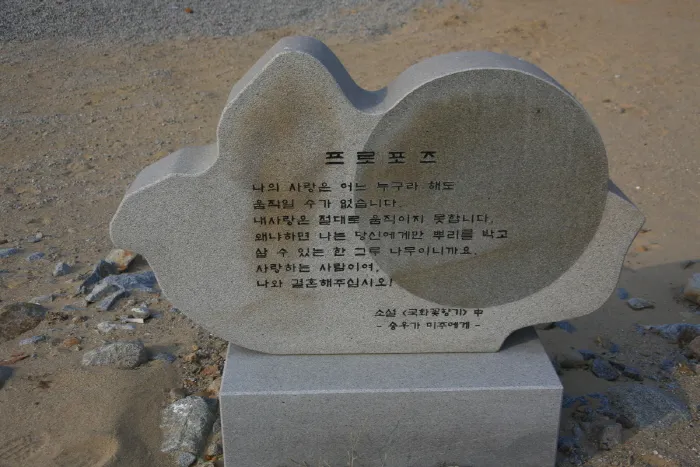 프로포즈
나의 사랑은 어느 누구라 해도
움직일 수가 없습니다.
내사랑은 절대로 움직이지 못합니다.
왜냐하면 나는 당신에게만 뿌리를 박고
살 수 있는 한 그루 나무이니까요.
사랑하는 사람이여,
나와 결혼해주십시오!
소설 〈국화꽃향기〉 中
- 승우가 미주에게 -